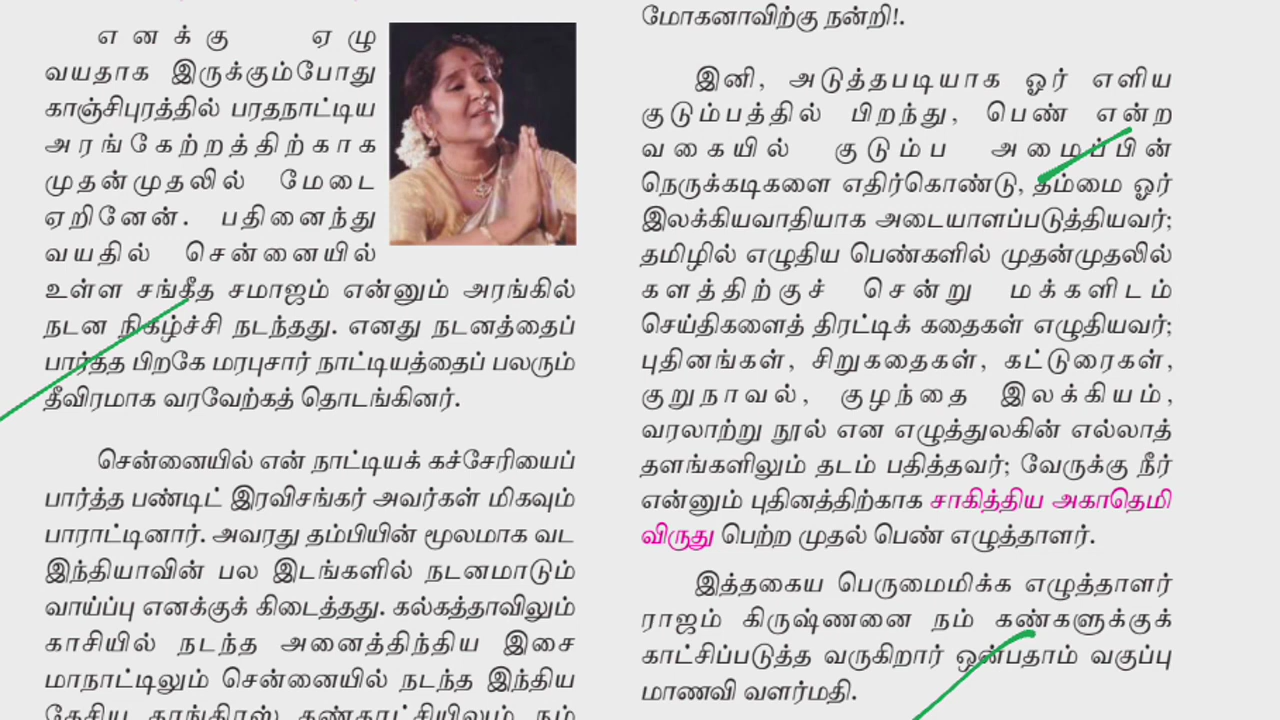 எனக்கு ஏழு
வயதாக இருக்கும்போது
காஞ்சிபுரத்தில் பரதநாட்டிய
அரங்கேற்றத்திற்காக
முதன்முதலில் மேடை
ஏறினேன். பதினைந்து
வயதில் சென்னையில்
உள்ள சங்கீத சமாஜம் என்னும் அரங்கில்
நடன நிகழ்ச்சி நடந்தது. எனது நடனத்தைப்
பார்த்த பிறகே மரபுசார் நாட்டியத்தைப் பலரும்
தீவிரமாக வரவேற்கத் தொடங்கினர்.
சென்னையில் என் நாட்டியக் கச்சேரியைப்
பார்த்த பண்டிட் இரவிசங்கர் அவர்கள் மிகவும்
பாராட்டினார். அவரது தம்பியின் மூலமாக வட
இந்தியாவின் பல இடங்களில் நடனமாடும்
வாய்ப்பு எனக்குக் கிடைத்தது. கல்கத்தாவிலும்
காசியில் நடந்த அனைத்திந்திய இசை
மாநாட்டிலும் சென்னையில் நடந்த இந்திய
தேசிய காங்கிரஸ் கண்காட்சியிலும் நம்
மோகனாவிற்கு நன்றி!.
இனி, அடுத்தபடியாக ஓர் எளிய
குடும்பத்தில் பிறந்து, பெண் என்ற
வகையில் குடும்ப அமைப்பின்
நெருக்கடிகளை எதிர்கொண்டு, தம்மை ஓர்
இலக்கியவாதியாக அடையாளப்படுத்தியவர்;
தமிழில் எழுதிய பெண்களில் முதன்முதலில்
களத்திற்குச் சென்று மக்களிடம்
செய்திகளைத் திரட்டிக் கதைகள் எழுதியவர்;
புதினங்கள், சிறுகதைகள், கட்டுரைகள்,
குறுநாவல், குழந்தை இலக்கியம்,
வரலாற்று நூல் என எழுத்துலகின் எல்லாத்
தளங்களிலும் தடம் பதித்தவர்; வேருக்கு நீர்
என்னும் புதினத்திற்காக சாகித்திய அகாதெமி
விருது பெற்ற முதல் பெண் எழுத்தாளர்.
இத்தகைய பெருமைமிக்க எழுத்தாளர்
ராஜம் கிருஷ்ணனை நம் கண்களுக்குக்
காட்சிப்படுத்த வருகிறார் ஒன்பதாம் வகுப்பு
மாணவி வளர்மதி.